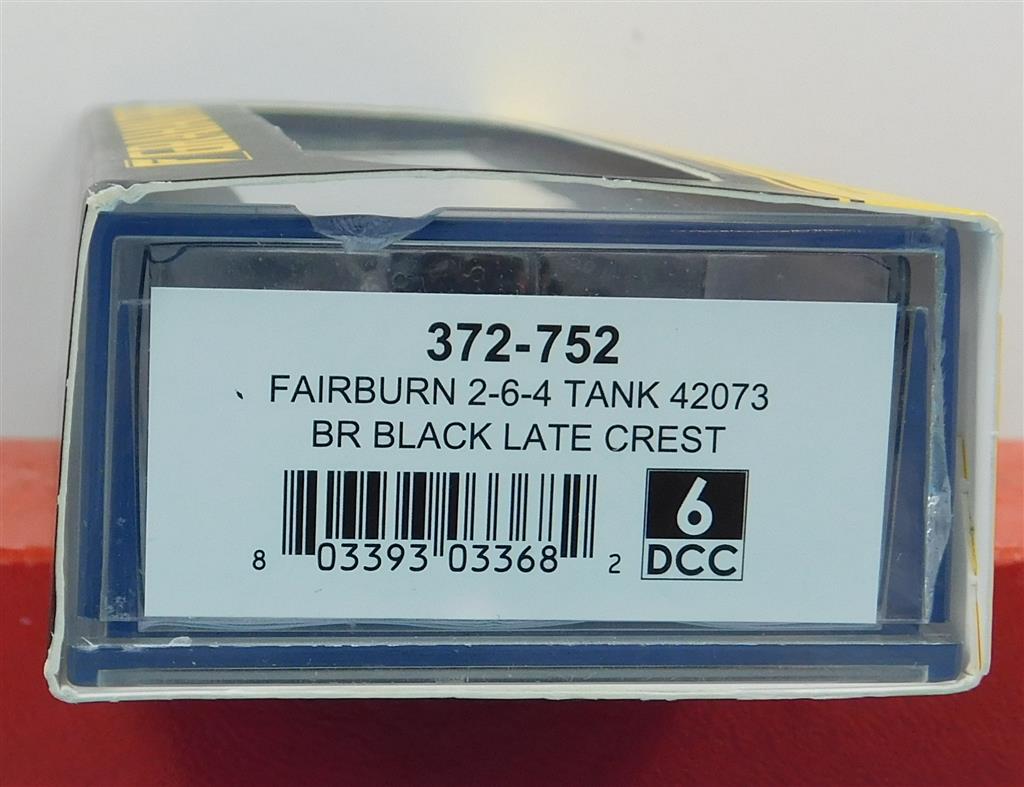 372-752
FAIRBURN 2-6-4 TANK 42073
BR BLACK LATE CREST
6
8 03393 03368 2 DCC